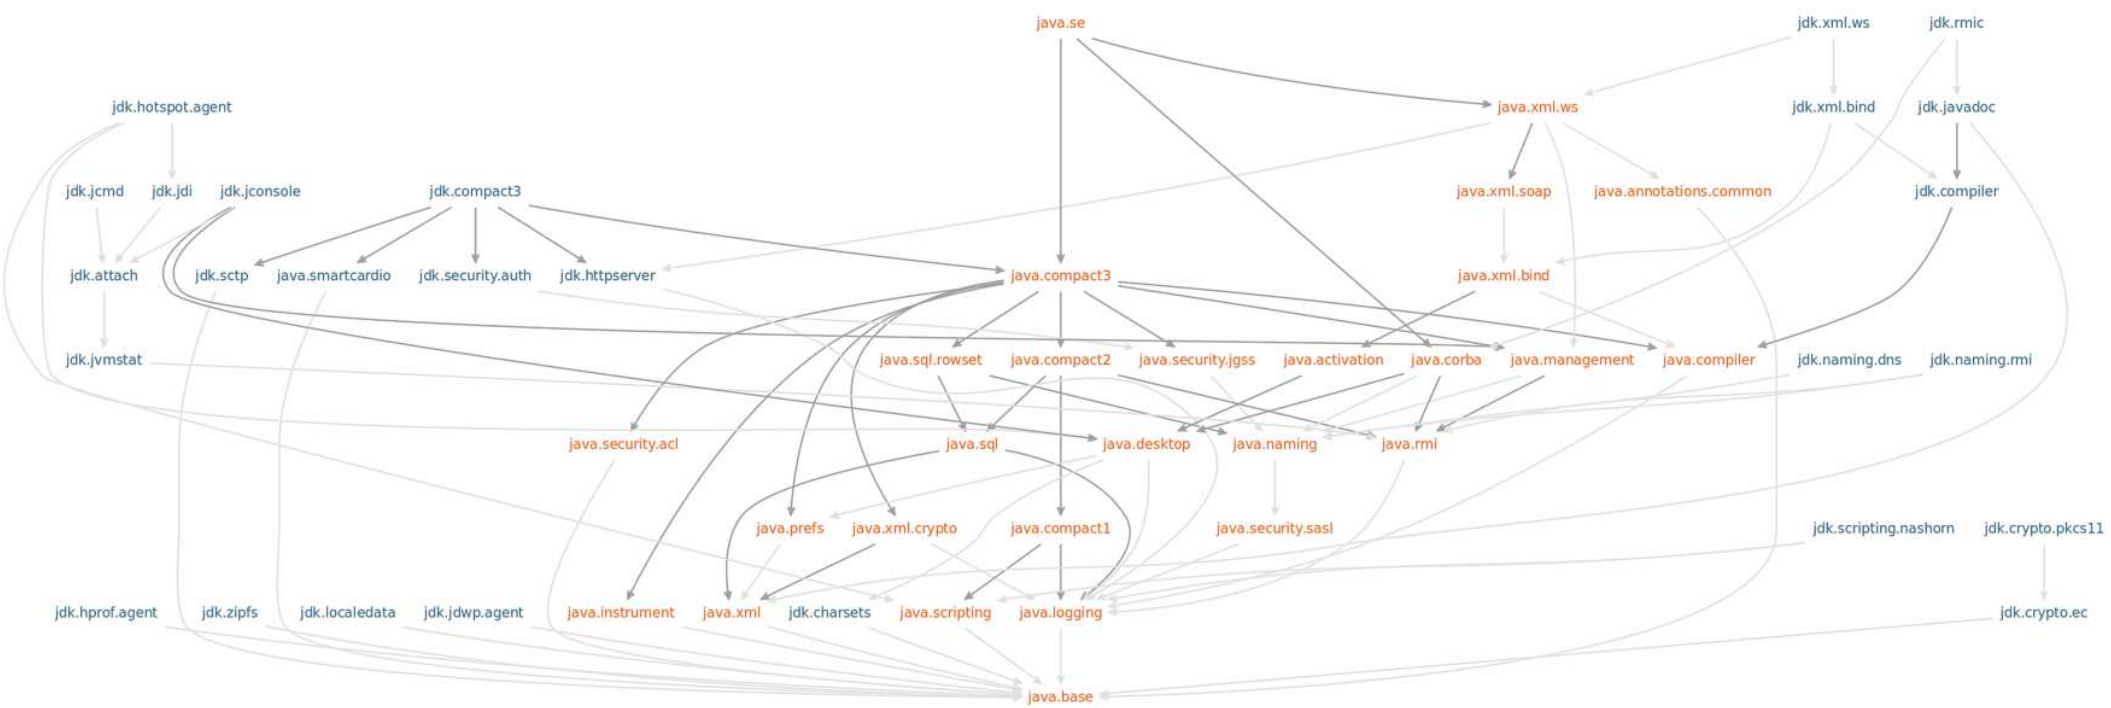 java.se jdk.xml.ws jdk.rmic
jdk.hotspot.agent java.xml.ws jdk.xml.bind jdk.javadoc
jdk.jcmd jdk.jdi jdk.jconsole jdk.compact3 java.xml.soap java.annotations.common jdk.compiler
jdk.attach jdk.sctp java.smartcardio jdk.security.auth jdk.httpserver java.compact3 java.xml.bind
jdk.jvmstat java.sql.rowset java.compact2 java.security.jgss java.activation java.corba java.management java.compiler jdk.naming.dns jdk.naming.rmi
java.security.acl java.sql java.desktop java.naming java.rmi
java.prefs java.xml.crypto java.compact1 java.security.sasl jdk.scripting.nashorn jdk.crypto.pkcs11
jdk.hprof.agent jdk.zipfs jdk.localedata jdk.jdwp.agent java.instrument java.xml jdk.charsets java.scripting java.logging jdk.crypto.ec
java.base